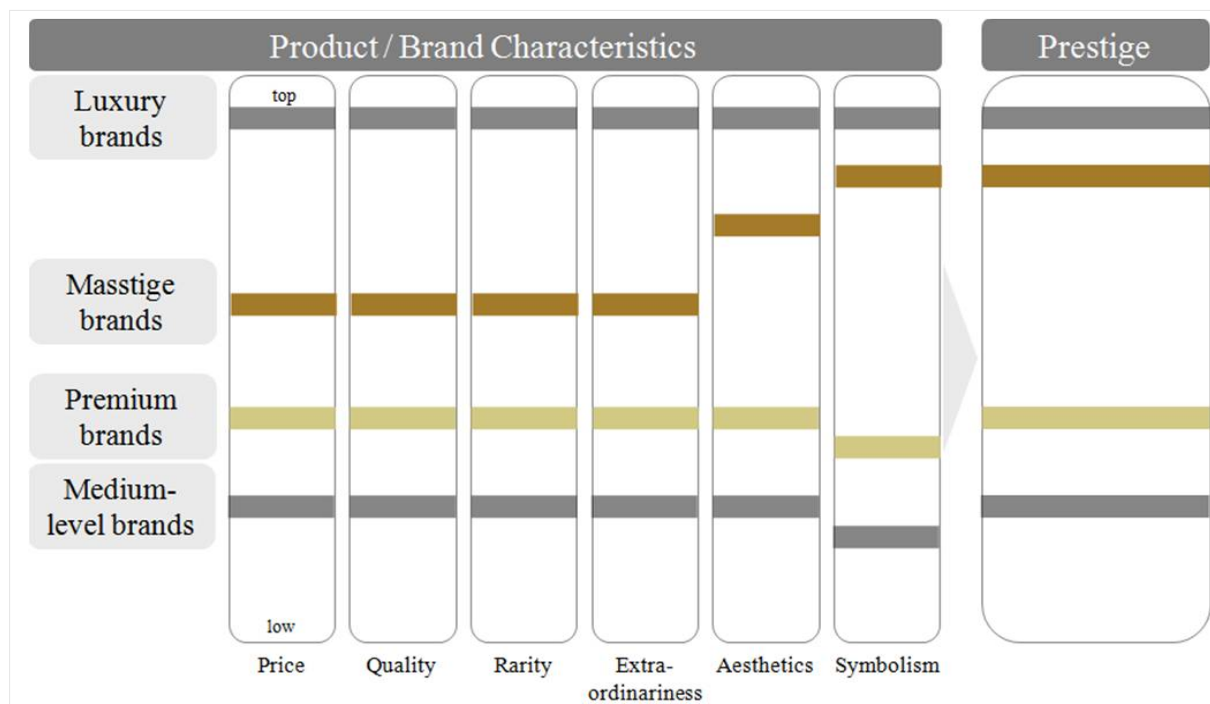 Product / Brand Characteristics
Prestige
Luxury
brands
top
Masstige
brands
Premium
brands
Medium-
level brands
low
Price
Quality
Rarity
Extra-
ordinariness
Aesthetics
Symbolism